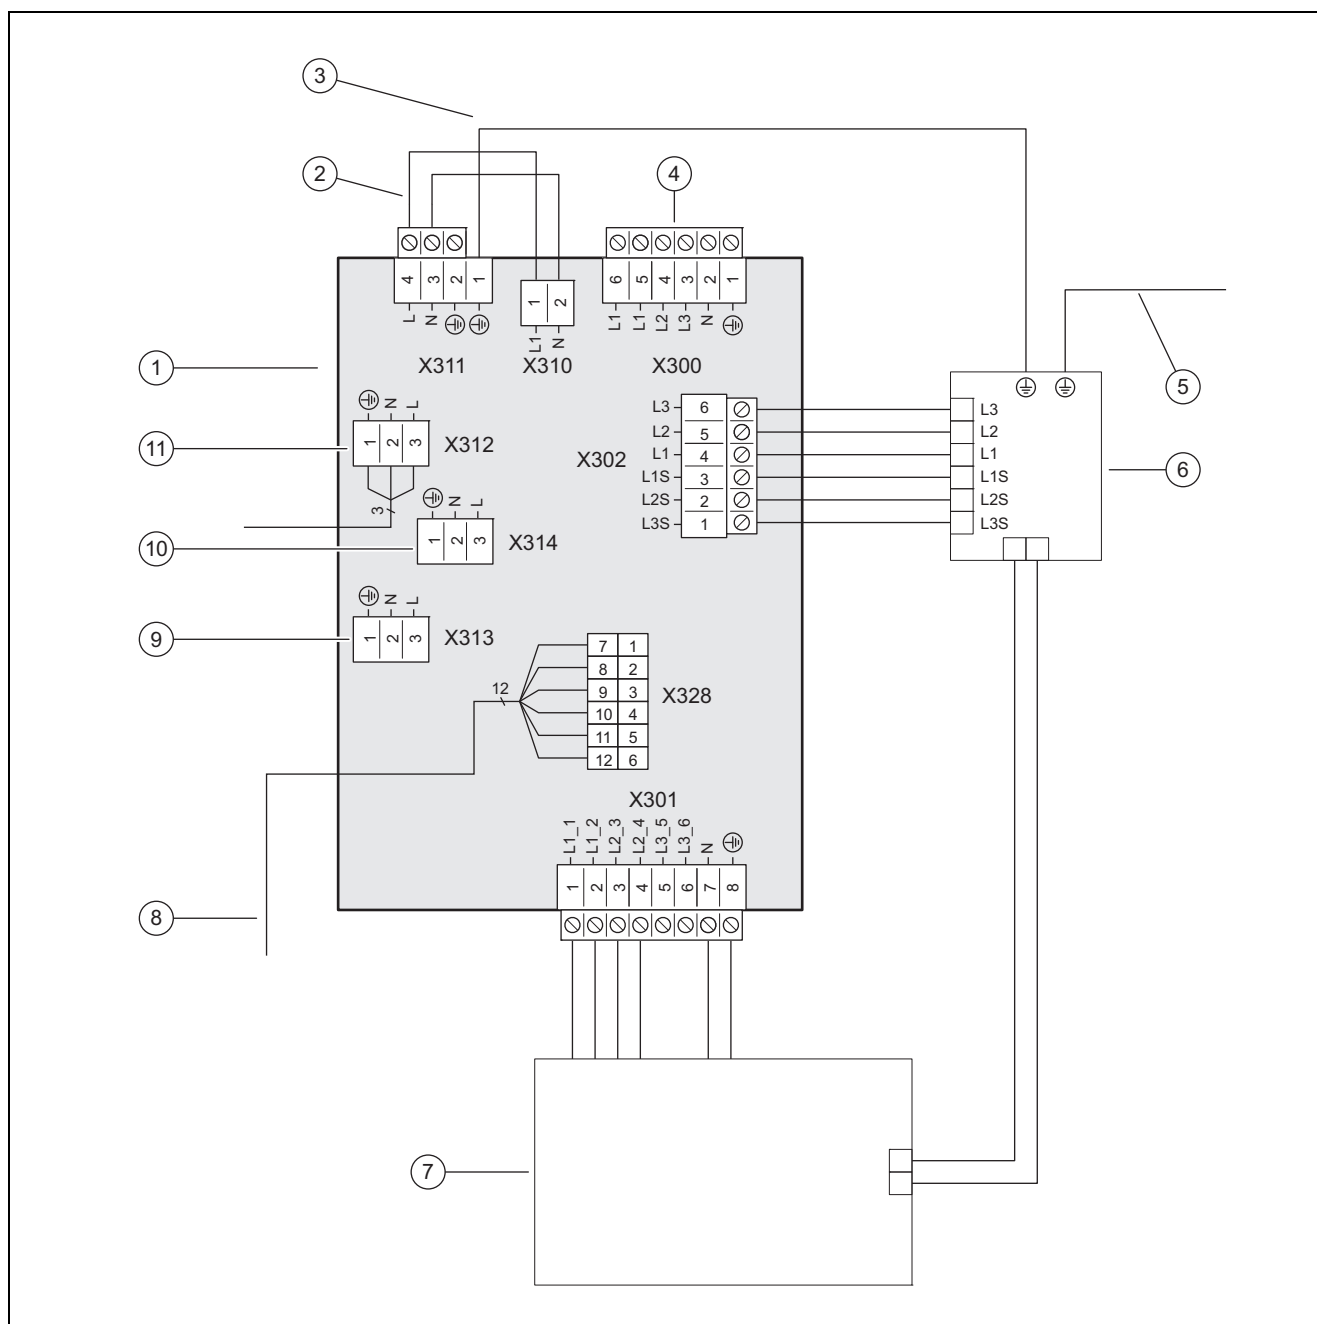 3
2
4
4 3 2 1
1 2
6 5 4 3 2 1
L N
L1 N
L1 L1 L2 L3 N
X311
X310
X300
1
5
N L
11
1 2 3
X312
3
N L
10
1 2 3
X314
N L
9
1 2 3
X313
X302
L3 6
L2 5
L1 4
L1S 3
L2S 2
L3S 1
L3
L2
L1
L1S
L2S
L3S
6
12
7 1
8 2
9 3
10 4
11 5
12 6
X328
X301
L1_1 L1_2 L2_3 L2_4 L3_5 L3_6 N
1 2 3 4 5 6 7 8
8
7